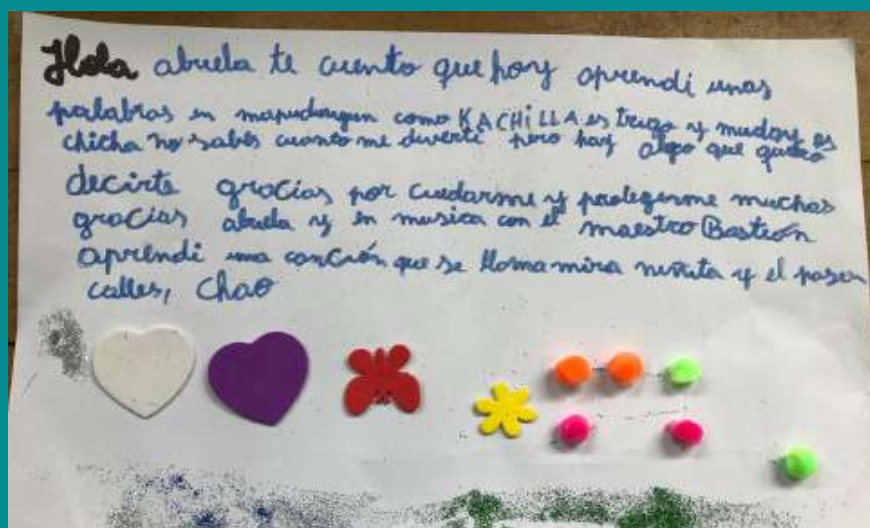 Hola abuela te cuento que hoy aprendi unas
palabras en mapudungun como KACHiLLA es trigo y muday es
chicha no sabes cuanto me diverti pero hay algo que quiero
decirte gracias por cuidarme y protegerme muchas
gracias abuela y en musica con el maestro Bastión
aprendi una canción que se llama mira niñita y el pasa
calles, chao